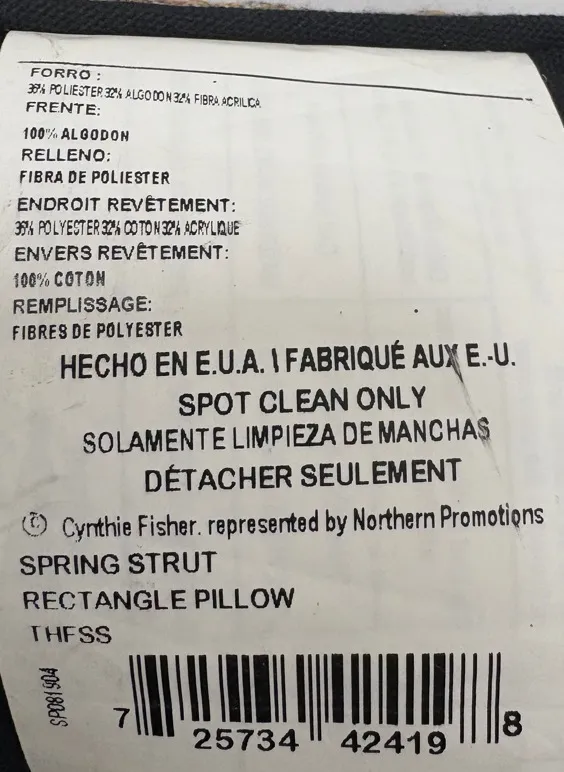 FORRO :
36% POLIESTER 32% ALGODON 32% FIBRA ACRILICA
FRENTE:
100% ALGODON
RELLENO:
FIBRA DE POLIESTER
ENDROIT REVÊTEMENT:
36% POLYESTER 32% COTON 32% ACRYLIQUE
ENVERS REVÊTEMENT:
100% COTON
REMPLISSAGE:
FIBRES DE POLYESTER
HECHO EN E.U.A. \ FABRIQUÉ AUX E.-U.
SPOT CLEAN ONLY
SOLAMENTE LIMPIEZA DE MANCHAS
DÉTACHER SEULEMENT
© Cynthie Fisher. represented by Northern Promotions
SPRING STRUT
RECTANGLE PILLOW
THFSS
SP081904
7 25734 42419 8